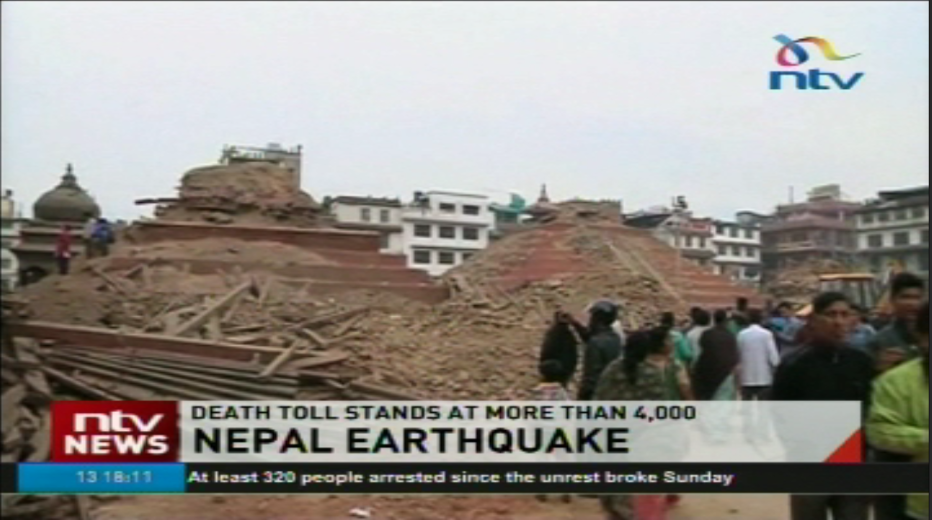 ntv
DEATH TOLL STANDS AT MORE THAN 4,000
ntv
NEWS
NEPAL EARTHQUAKE
13 18:11
At least 320 people arrested since the unrest broke Sunday